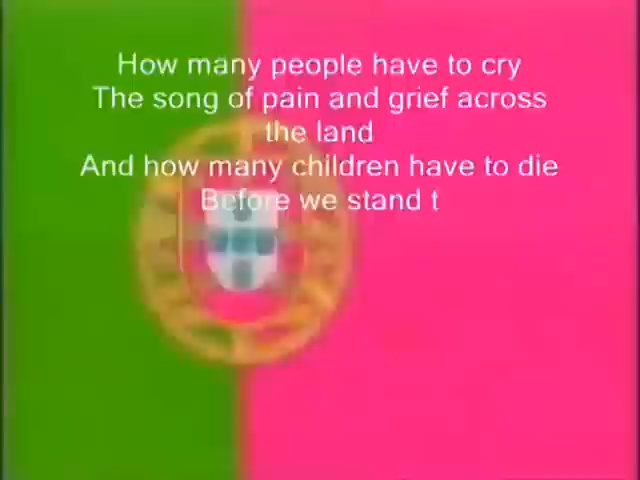 How many people have to cry
The song of pain and grief across
the land
And how many children have to die
Before we stand t